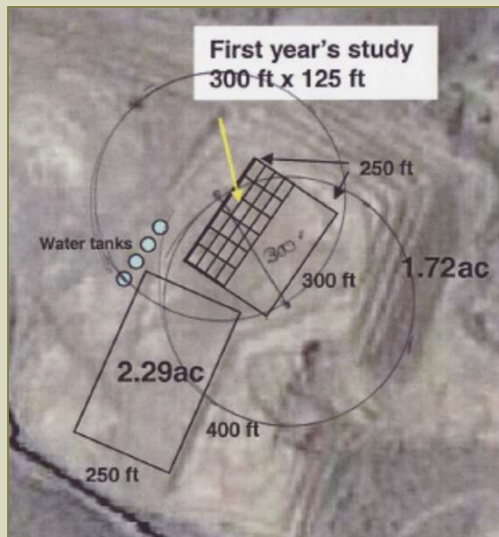 First year's study
300 ft x 125 ft
250 ft
Water tanks
300'
300 ft
1.72ac
2.29ac
400 ft
250 ft